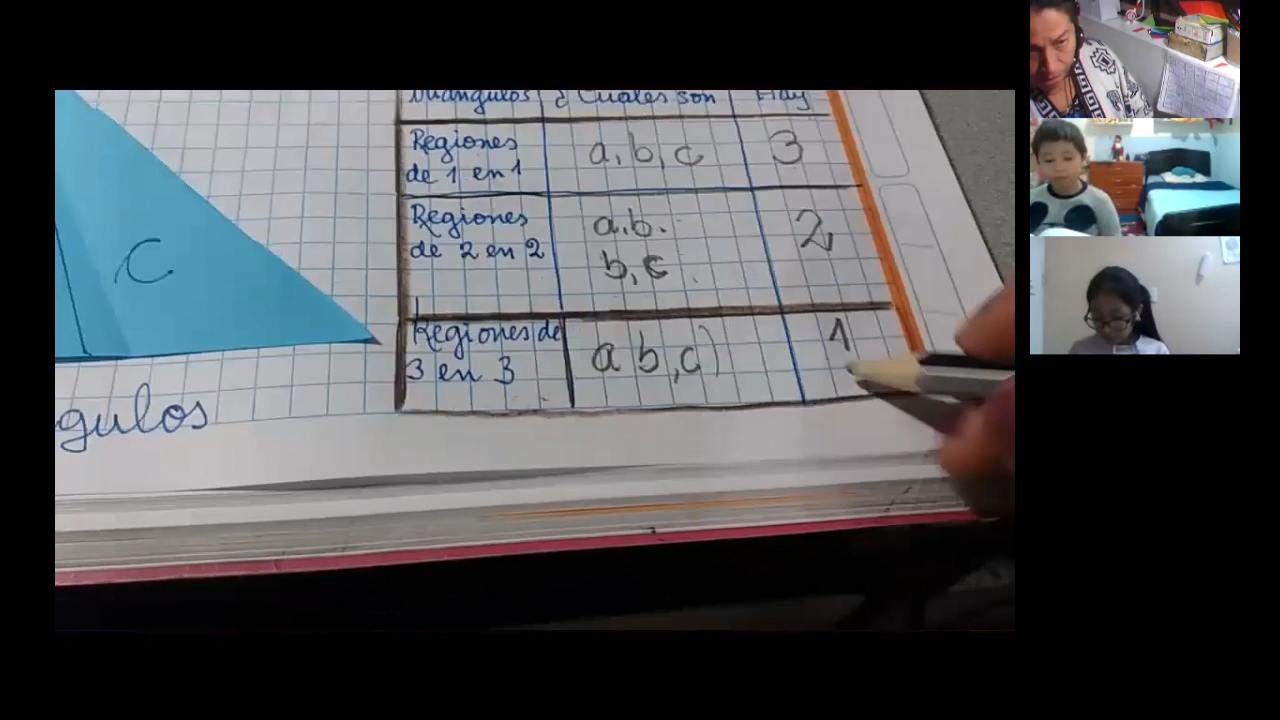 ¿ Cuáles son
Hay
Regiones
de 1 en 1
a, b, c
3
Regiones
de 2 en 2
a, b.
b, c
2
Regiones de
3 en 3
a b, c)
1
c
gulos